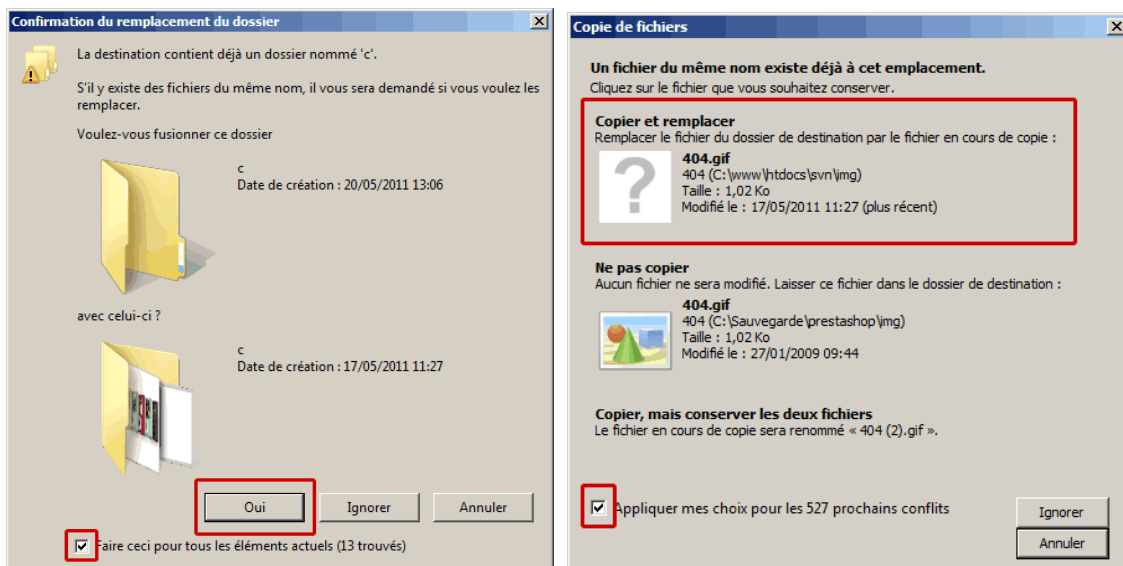 Confirmation du remplacement du dossier
La destination contient déjà un dossier nommé 'c'.
S'il y existe des fichiers du même nom, il vous sera demandé si vous voulez les
remplacer.
Voulez-vous fusionner ce dossier
c
Date de création : 20/05/2011 13:06
avec celui-ci ?
c
Date de création : 17/05/2011 11:27
Oui
Ignorer
Annuler
Faire ceci pour tous les éléments actuels (13 trouvés)
Copie de fichiers
Un fichier du même nom existe déjà à cet emplacement.
Cliquez sur le fichier que vous souhaitez conserver.
Copier et remplacer
Remplacer le fichier du dossier de destination par le fichier en cours de copie :
404.gif
404 (C:\www\htdocs\svn\img)
Taille : 1,02 Ko
Modifié le : 17/05/2011 11:27 (plus récent)
Ne pas copier
Aucun fichier ne sera modifié. Laisser ce fichier dans le dossier de destination :
404.gif
404 (C:\Sauvegarde\prestashop\img)
Taille : 1,02 Ko
Modifié le : 27/01/2009 09:44
Copier, mais conserver les deux fichiers
Le fichier en cours de copie sera renommé « 404 (2).gif ».
Appliquer mes choix pour les 527 prochains conflits
Ignorer
Annuler